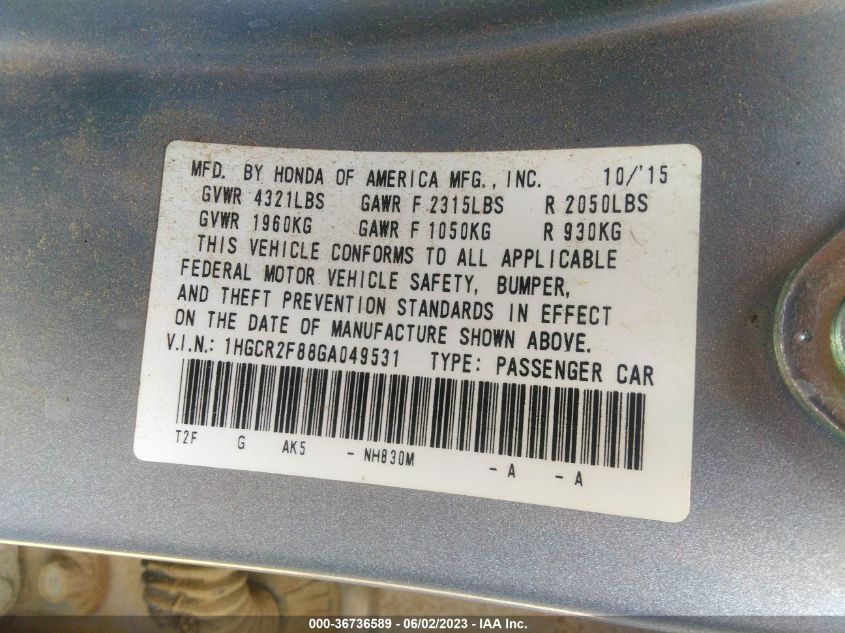 MFD. BY HONDA OF AMERICA MFG., INC. 10/'15
GVWR 4321LBS GAWR F 2315LBS R 2050LBS
GVWR 1960KG GAWR F 1050KG R 930KG
THIS VEHICLE CONFORMS TO ALL APPLICABLE
FEDERAL MOTOR VEHICLE SAFETY, BUMPER,
AND THEFT PREVENTION STANDARDS IN EFFECT
ON THE DATE OF MANUFACTURE SHOWN ABOVE.
V.I.N.: 1HGCR2F88GA049531 TYPE: PASSENGER CAR
T2F G AK5 - NH830M - A - A
000-36736589 - 06/02/2023 - IAA Inc.